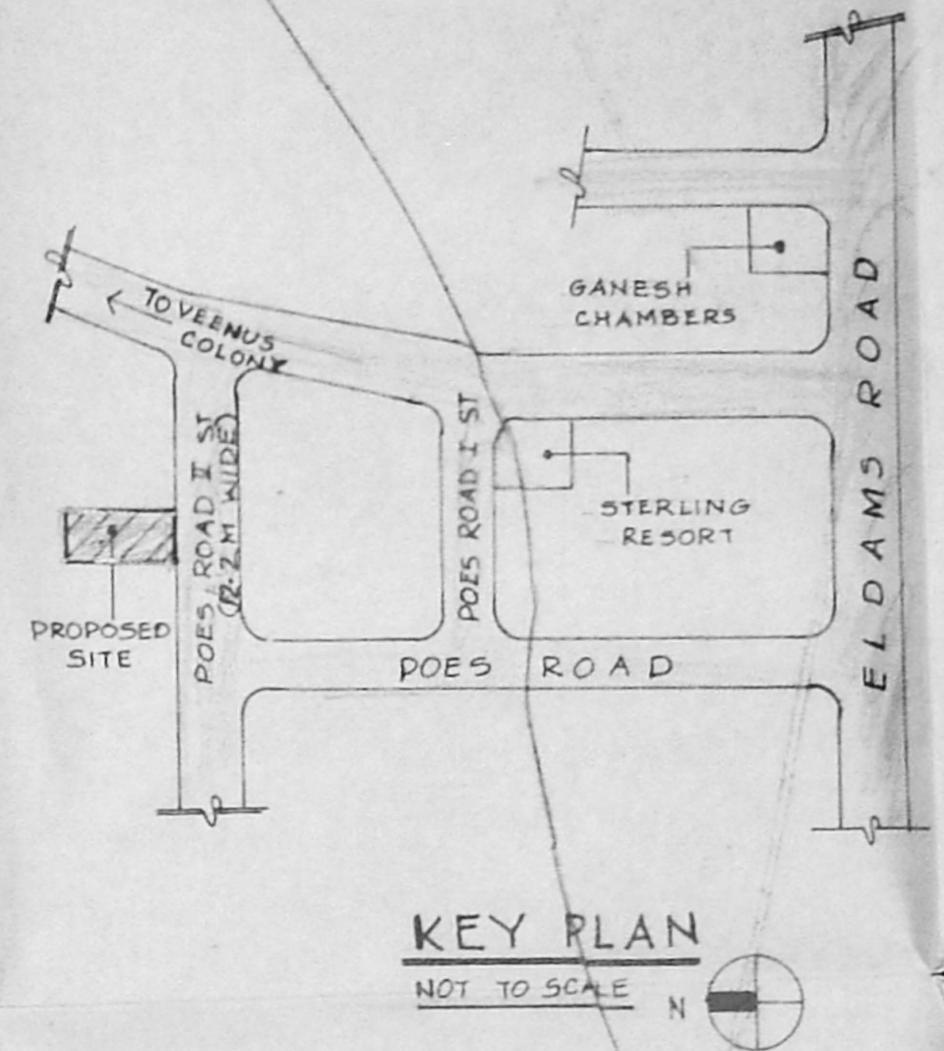 GANESH
CHAMBERS
ELDAMS ROAD
TO VEENUS
COLONY
POES ROAD II ST
(12.2 M WIDE)
POES ROAD I ST
STERLING
RESORT
PROPOSED
SITE
POES ROAD
KEY PLAN
NOT TO SCALE
N